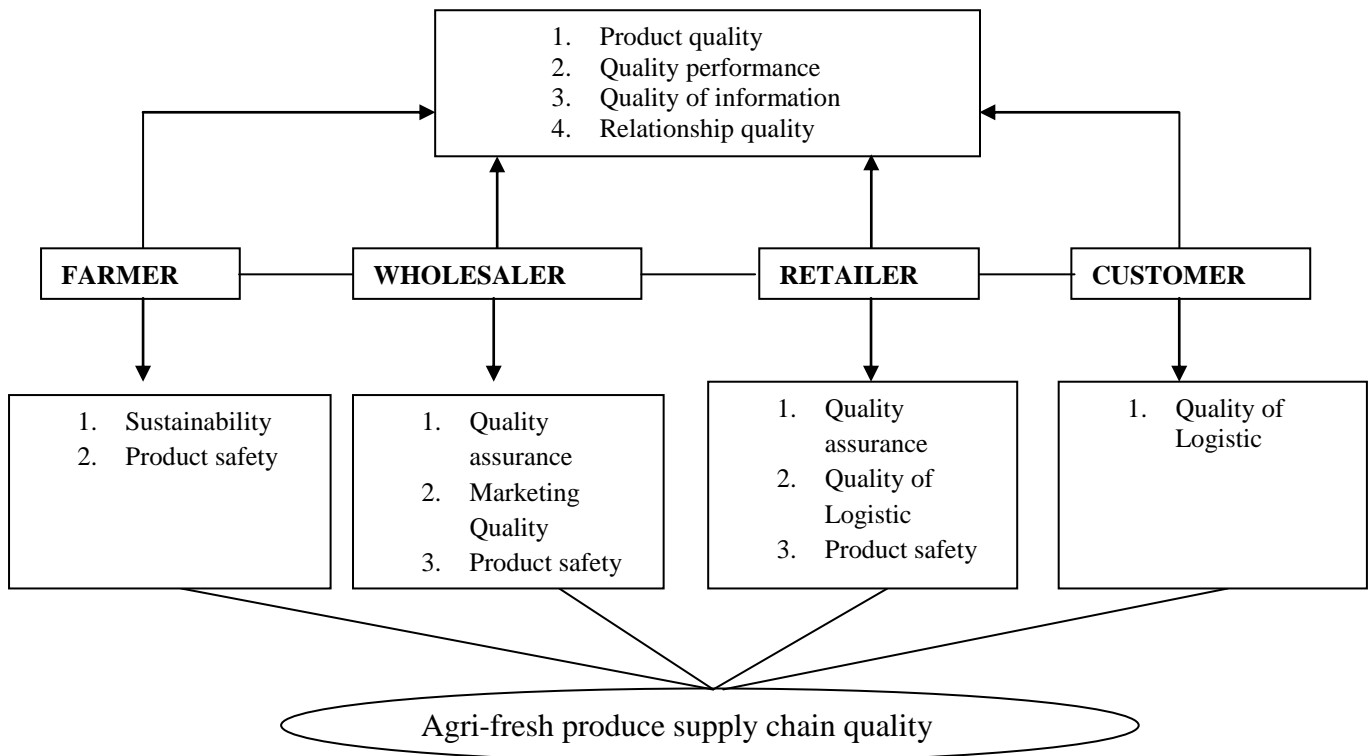 1. Product quality
2. Quality performance
3. Quality of information
4. Relationship quality
FARMER
WHOLESALER
RETAILER
CUSTOMER
1. Sustainability
2. Product safety
1. Quality
assurance
2. Marketing
Quality
3. Product safety
1. Quality
assurance
2. Quality of
Logistic
3. Product safety
1. Quality of
Logistic
Agri-fresh produce supply chain quality